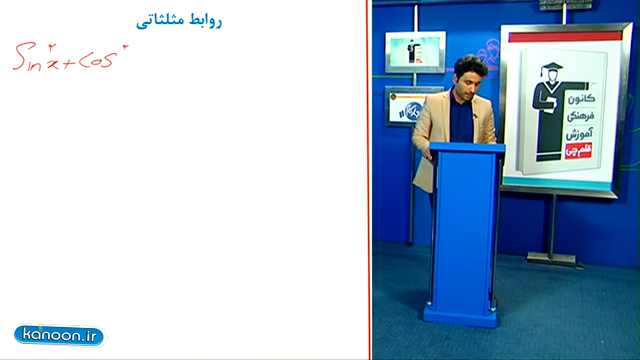 روابط مثلثاتی
Sin²x + Cos²
کانون
فرهنگی
آموزش
قلم‌چی
kanoon.ir